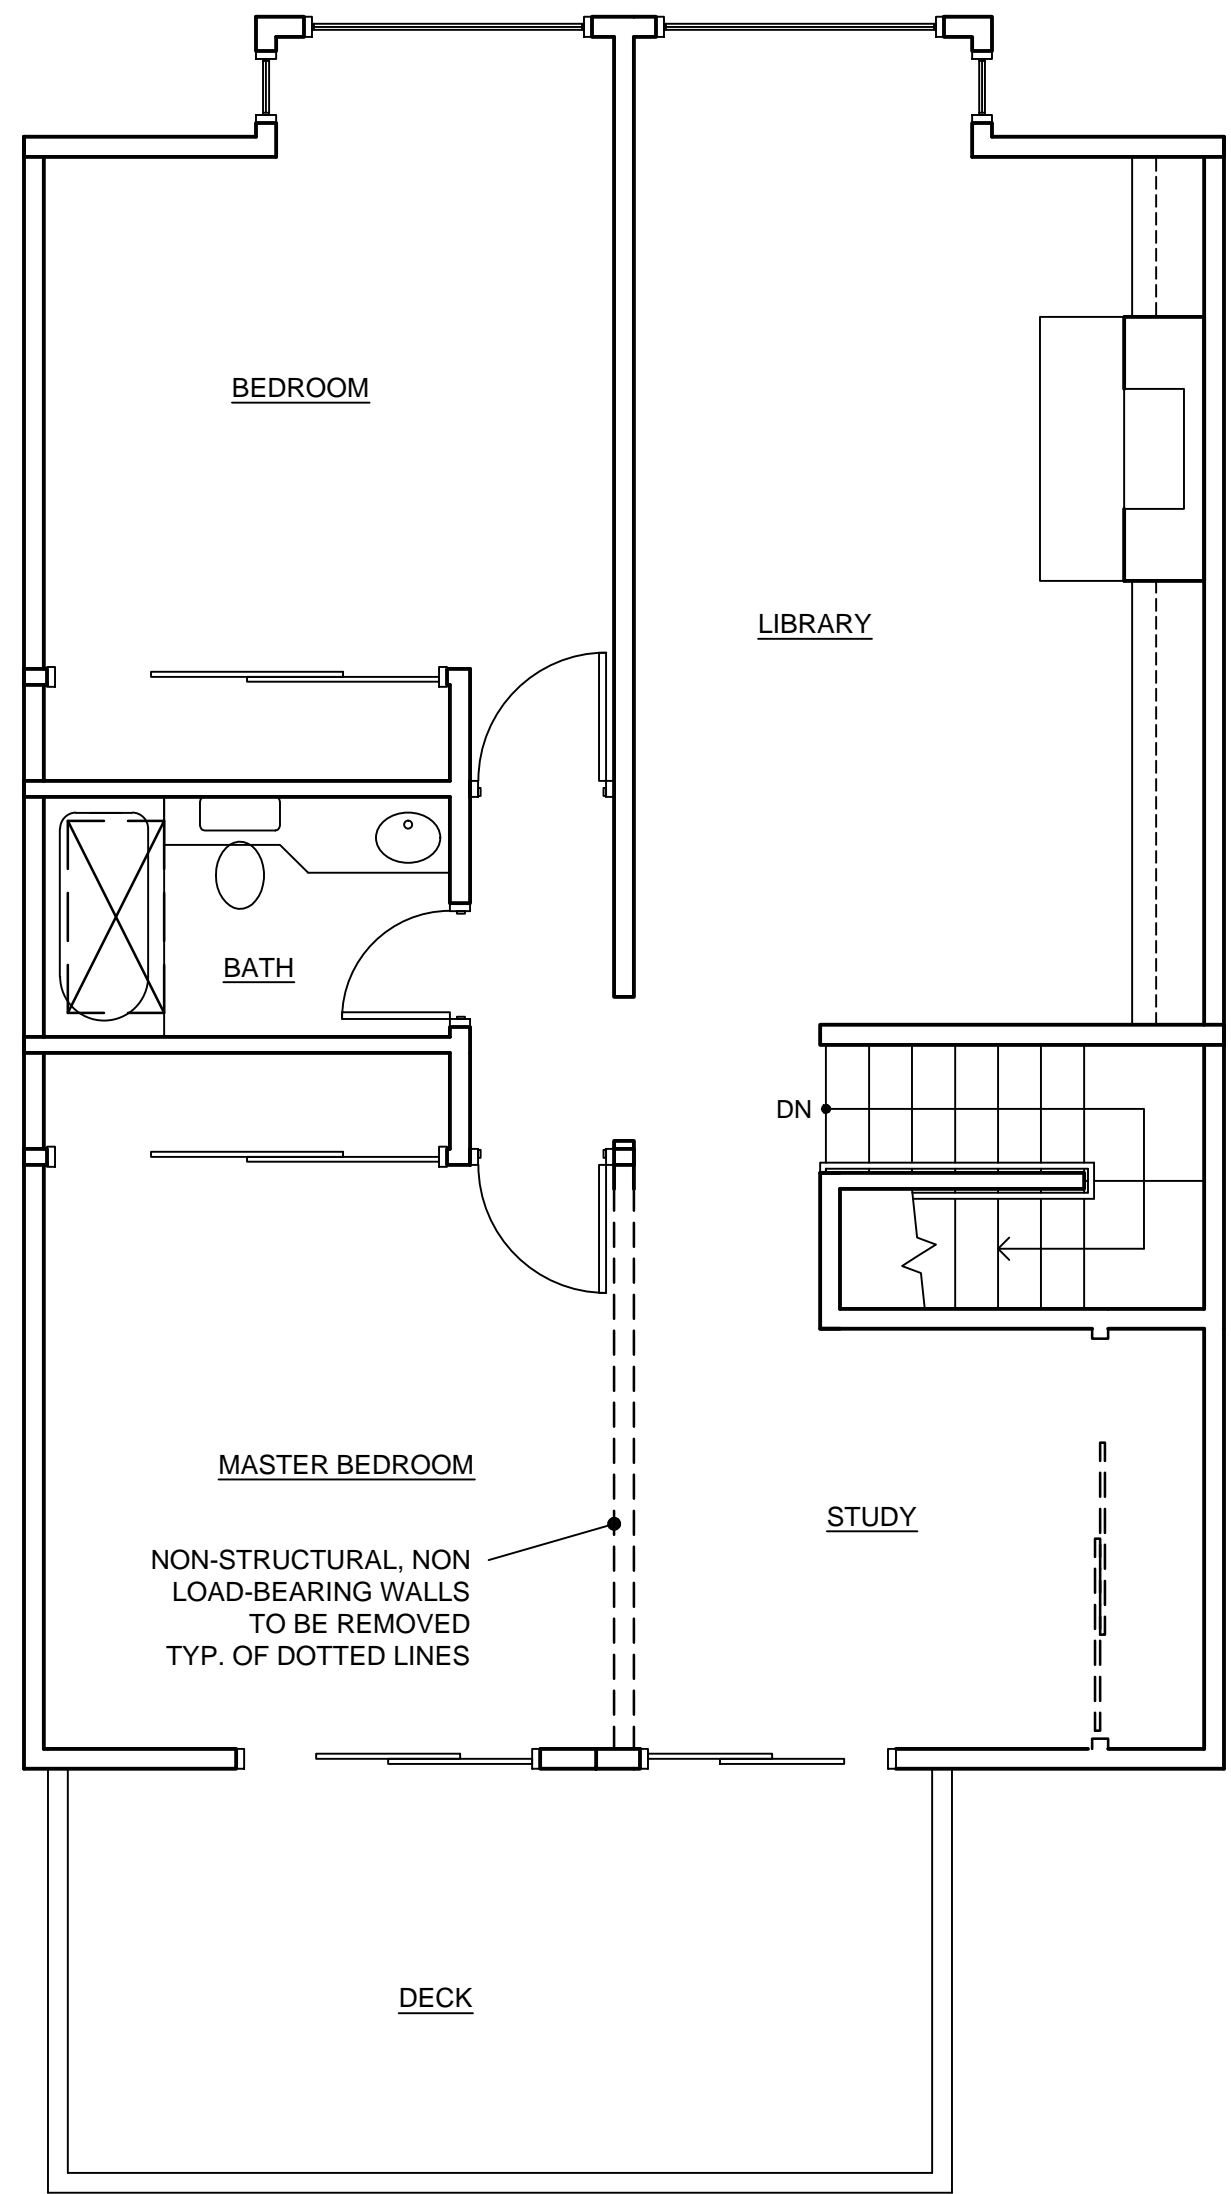 BEDROOM
LIBRARY
BATH
DN
MASTER BEDROOM
STUDY
NON-STRUCTURAL, NON
LOAD-BEARING WALLS
TO BE REMOVED
TYP. OF DOTTED LINES
DECK